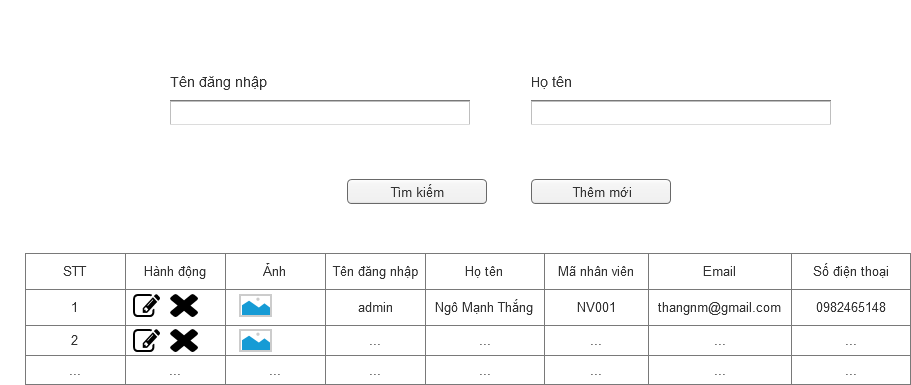 Tên đăng nhập Họ tên
Tìm kiếm Thêm mới
STT Hành động Ảnh Tên đăng nhập Họ tên Mã nhân viên Email Số điện thoại
1 admin Ngô Mạnh Thắng NV001 thangnm@gmail.com 0982465148
2 ... ... ... ... ...
... ... ... ... ... ... ... ...